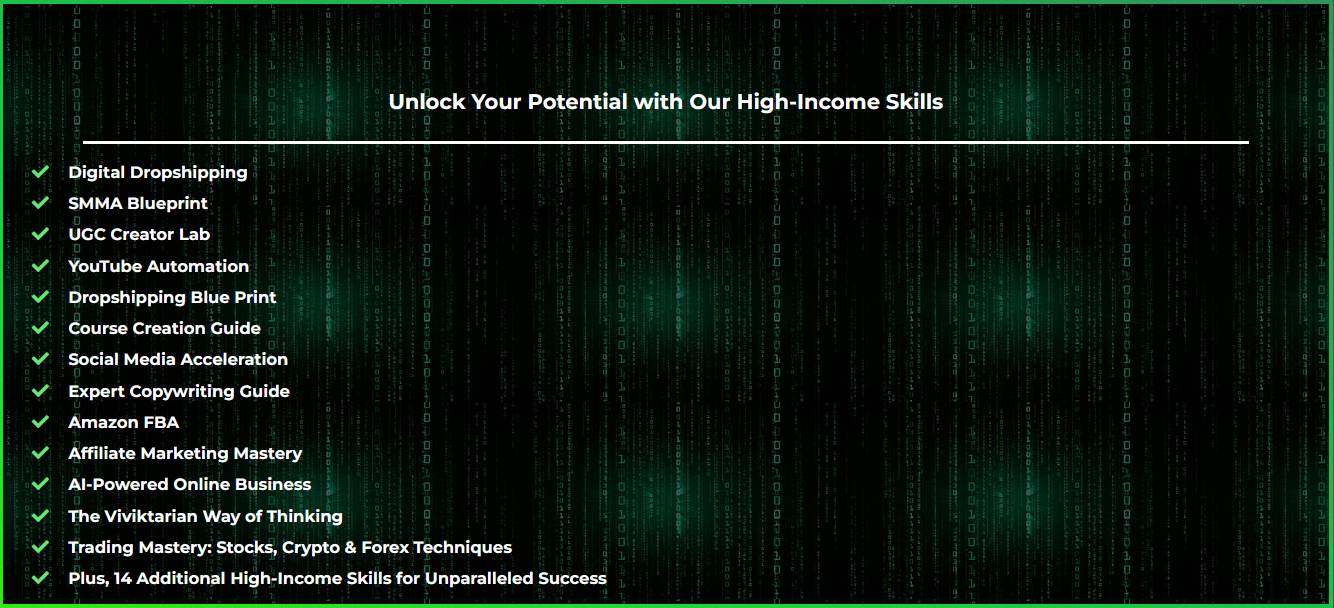 Unlock Your Potential with Our High-Income Skills
Digital Dropshipping
SMMA Blueprint
UGC Creator Lab
YouTube Automation
Dropshipping Blue Print
Course Creation Guide
Social Media Acceleration
Expert Copywriting Guide
Amazon FBA
Affiliate Marketing Mastery
AI-Powered Online Business
The Viviktarian Way of Thinking
Trading Mastery: Stocks, Crypto & Forex Techniques
Plus, 14 Additional High-Income Skills for Unparalleled Success